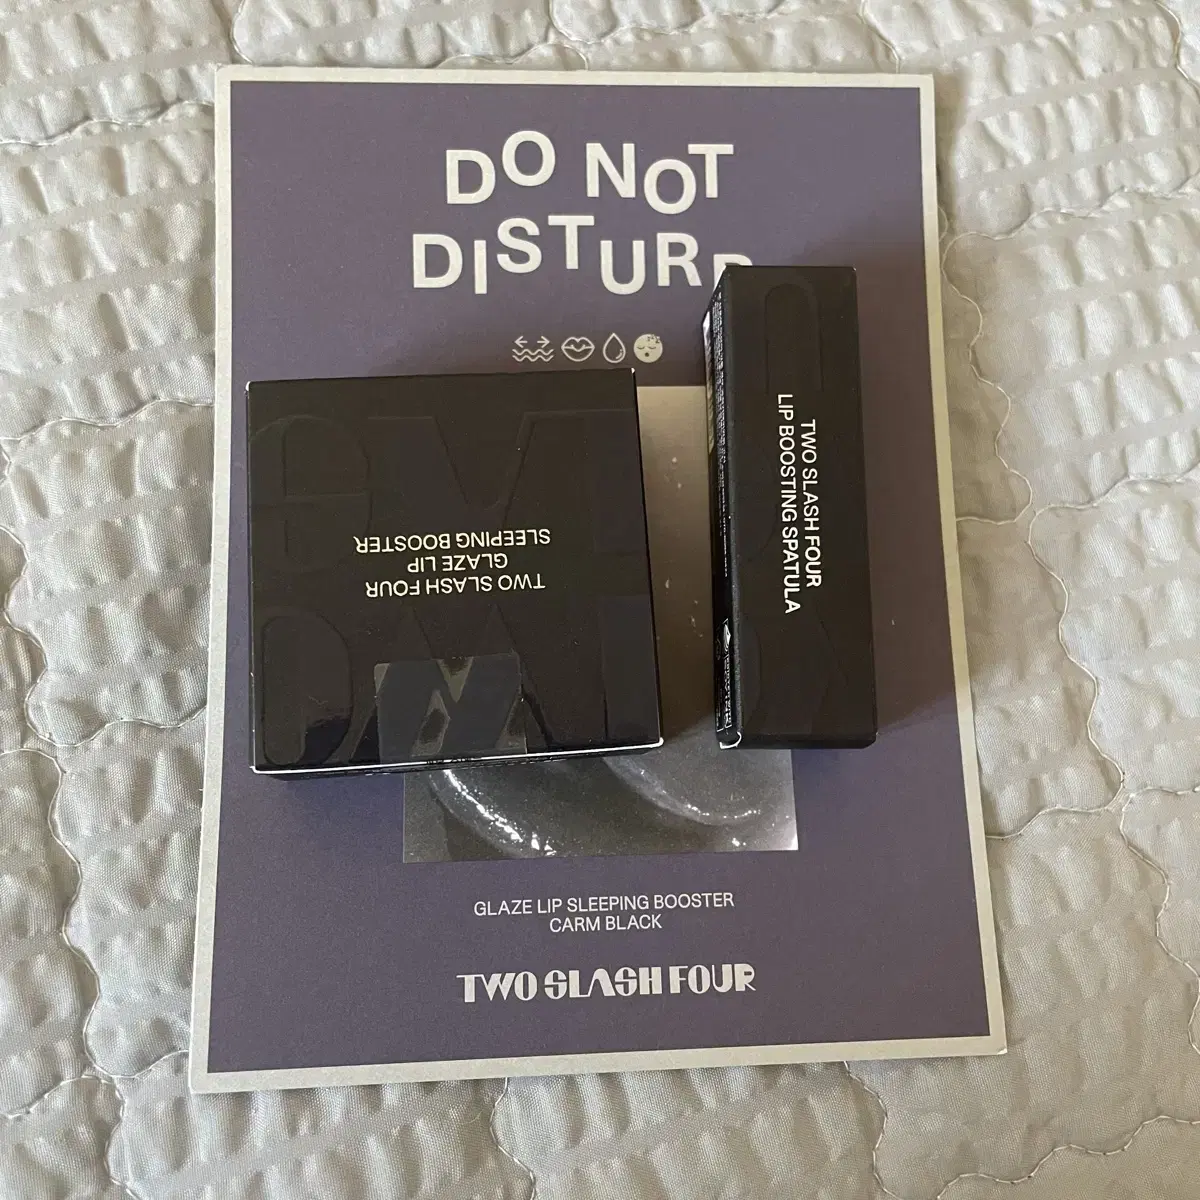 DO NOT
DISTURB
TWO SLASH FOUR
GLAZE LIP
SLEEPING BOOSTER
TWO SLASH FOUR
LIP BOOSTING SPATULA
GLAZE LIP SLEEPING BOOSTER
CARM BLACK
TWO SLASH FOUR